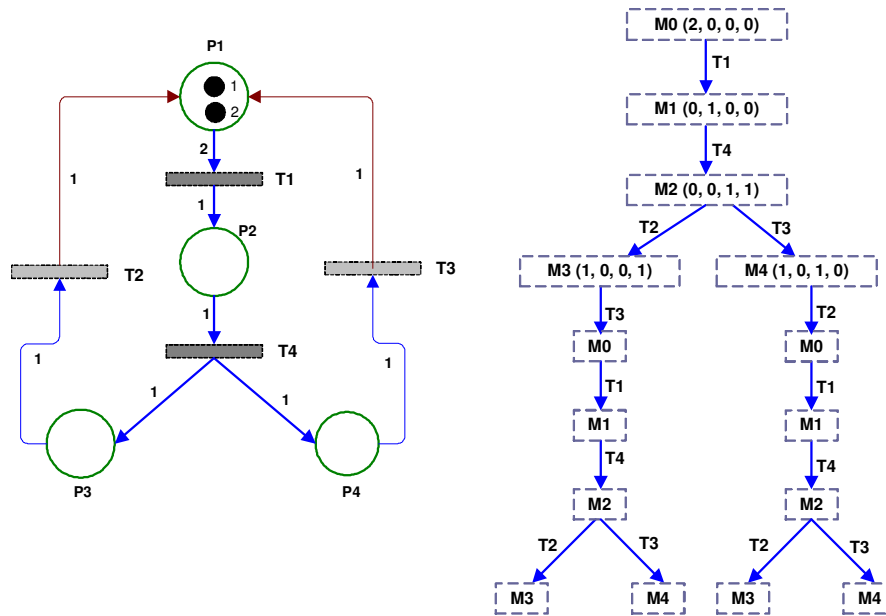 P1
1
2
2
T1
1
P2
1
1
T2
T3
1
T4
1
1
1
1
P3
P4
M0 (2, 0, 0, 0)
T1
M1 (0, 1, 0, 0)
T4
M2 (0, 0, 1, 1)
T2
T3
M3 (1, 0, 0, 1)
M4 (1, 0, 1, 0)
T3
T2
M0
M0
T1
T1
M1
M1
T4
T4
M2
M2
T2
T3
T2
T3
M3
M4
M3
M4